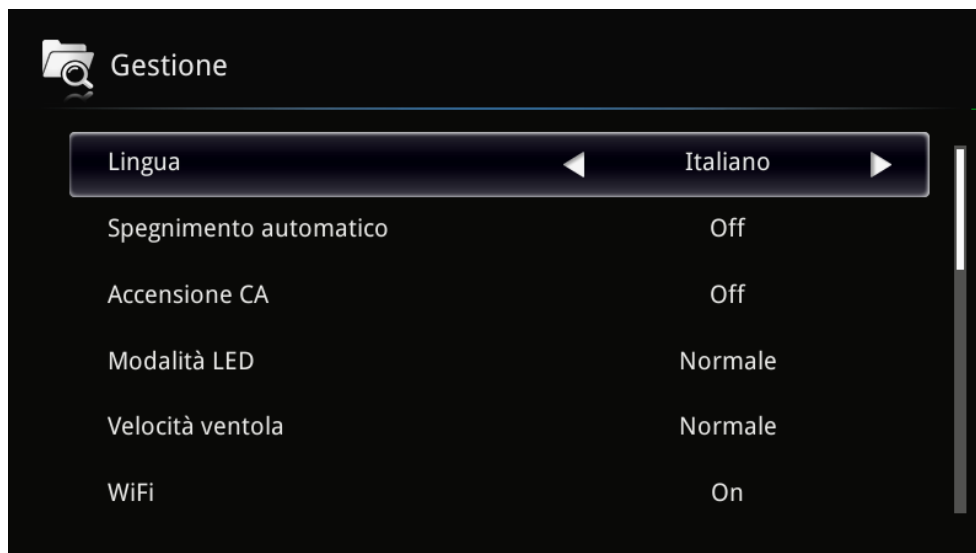 Gestione
Lingua Italiano
Spegnimento automatico Off
Accensione CA Off
Modalità LED Normale
Velocità ventola Normale
WiFi On